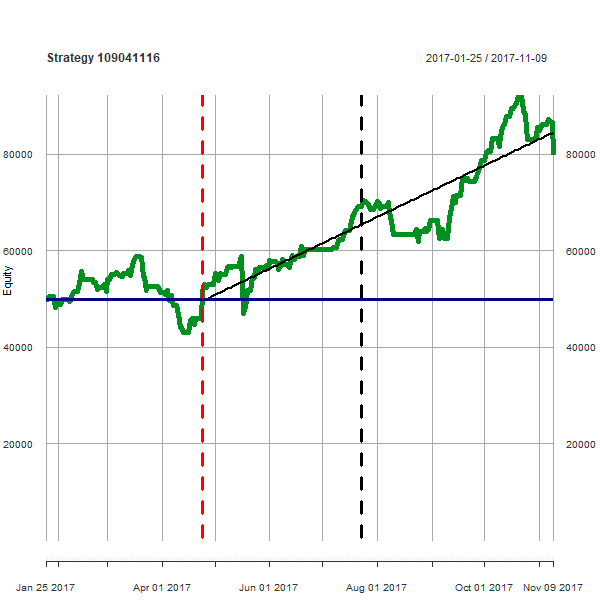 Strategy 109041116
2017-01-25 / 2017-11-09
80000
80000
60000
60000
Equity
40000
40000
20000
20000
Jan 25 2017
Apr 01 2017
Jun 01 2017
Aug 01 2017
Oct 01 2017
Nov 09 2017